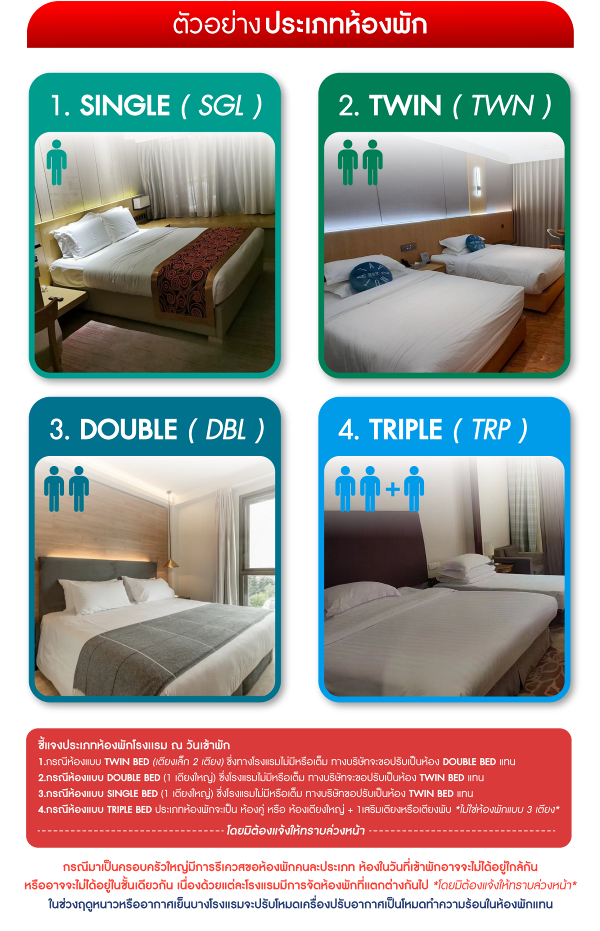 ตัวอย่างประเภทห้องพัก
1. SINGLE ( SGL )
2. TWIN ( TWN )
3. DOUBLE ( DBL )
4. TRIPLE ( TRP )
+
ชี้แจงประเภทห้องพักโรงแรม ณ วันเข้าพัก
1.กรณีห้องแบบ TWIN BED (เตียงเล็ก 2 เตียง) ซึ่งทางโรงแรมไม่มีหรือเต็ม ทางบริษัทจะขอปรับเป็นห้อง DOUBLE BED แทน
2.กรณีห้องแบบ DOUBLE BED (1 เตียงใหญ่) ซึ่งโรงแรมไม่มีหรือเต็ม ทางบริษัทจะขอปรับเป็นห้อง TWIN BED แทน
3.กรณีห้องแบบ SINGLE BED (1 เตียงใหญ่) ซึ่งโรงแรมไม่มีหรือเต็ม ทางบริษัทขอปรับเป็นห้อง TWIN BED แทน
4.กรณีห้องแบบ TRIPLE BED ประเภทห้องพักจะเป็น ห้องคู่ หรือ ห้องเตียงใหญ่ + 1เสริมเตียงหรือเตียงพับ *ไม่ใช่ห้องพักแบบ 3 เตียง*
โดยมิต้องแจ้งให้ทราบล่วงหน้า
กรณีมาเป็นครอบครัวใหญ่มีการรีเควสขอห้องพักคนละประเภท ห้องในวันที่เข้าพักอาจจะไม่ได้อยู่ใกล้กัน
หรืออาจจะไม่ได้อยู่ในชั้นเดียวกัน เนื่องด้วยแต่ละโรงแรมมีการจัดห้องพักที่แตกต่างกันไป *โดยมิต้องแจ้งให้ทราบล่วงหน้า*
ในช่วงฤดูหนาวหรืออากาศเย็นบางโรงแรมจะปรับโหมดเครื่องปรับอากาศเป็นโหมดทำความร้อนในห้องพักแทน